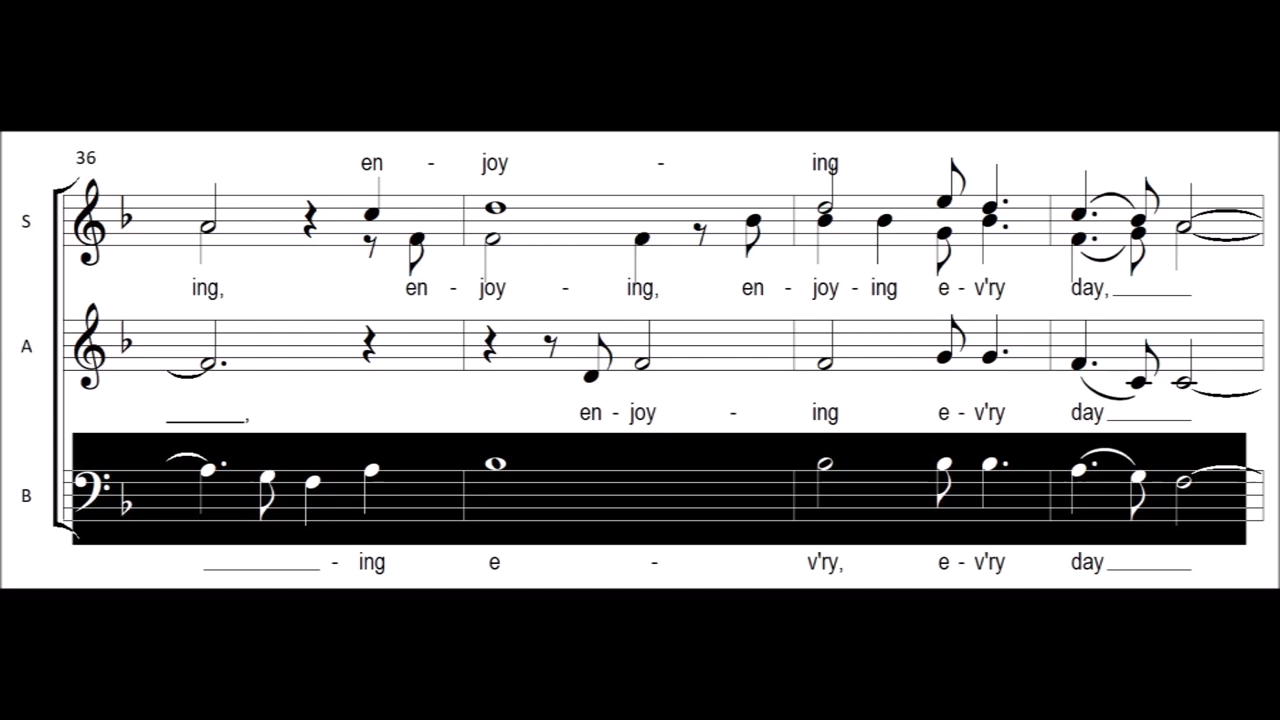 36
en - joy - ing
S
ing, en - joy - ing, en - joy - ing e - v'ry day,
A
, en - joy - ing e - v'ry day
B
- ing e - v'ry, e - v'ry day